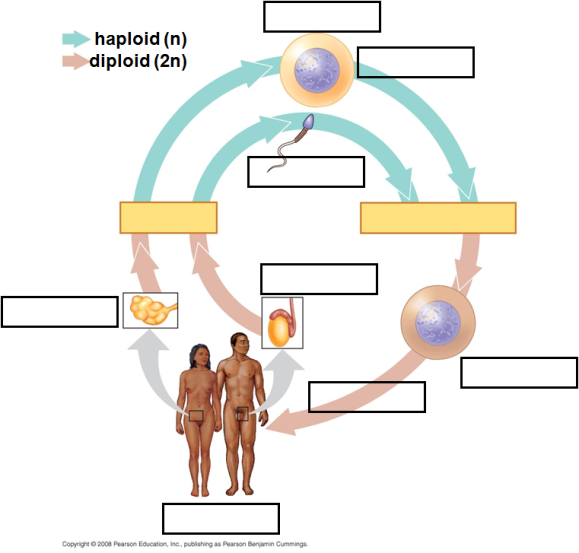 haploid (n)
diploid (2n)
Copyright © 2008 Pearson Education, Inc., publishing as Pearson Benjamin Cummings.